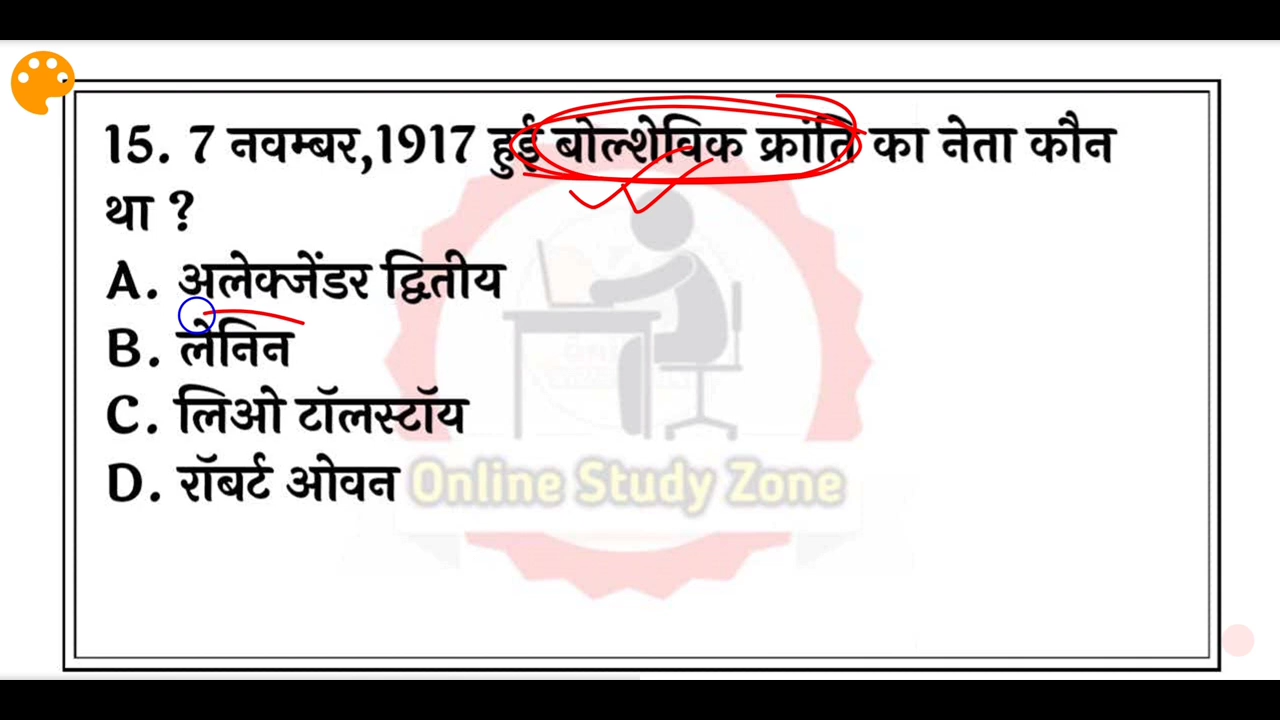 15. 7 नवम्बर,1917 हुई बोल्शेविक क्रांति का नेता कौन
था ?
A. अलेक्जेंडर द्वितीय
B. लेनिन
C. लिओ टॉलस्टॉय
D. रॉबर्ट ओवन
Online Study Zone